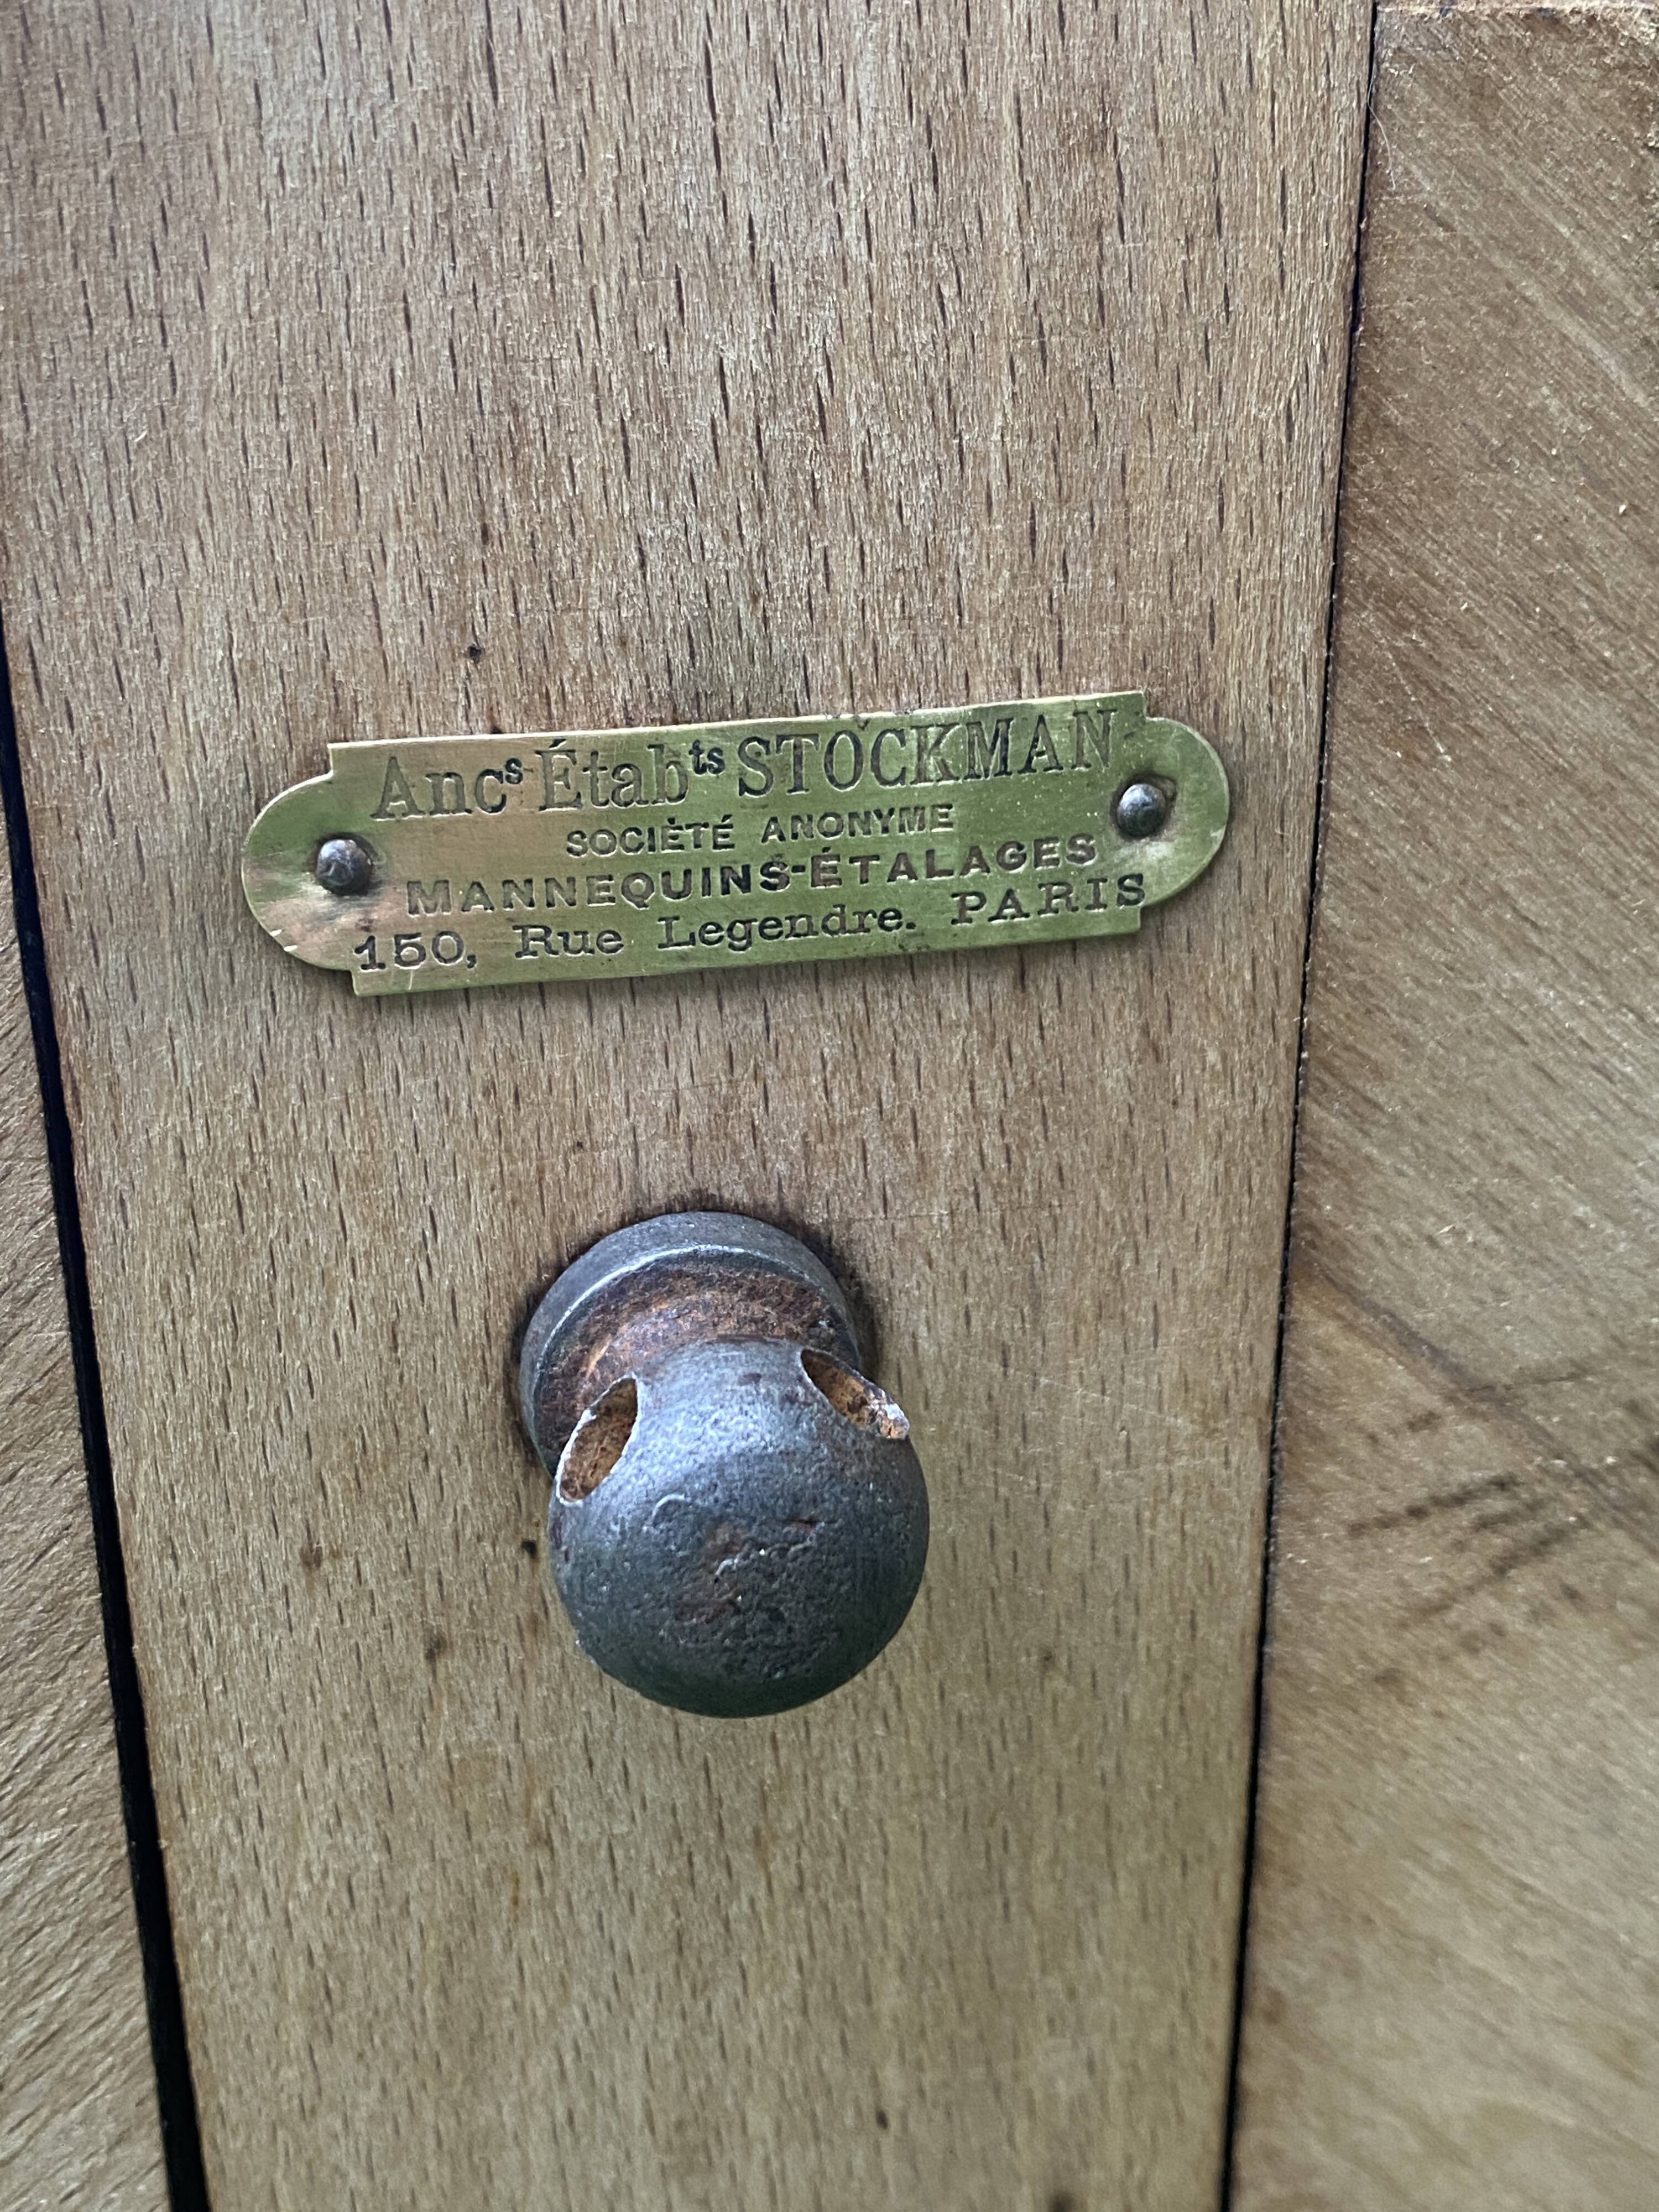 Ancˢ Étabᵗˢ STOCKMAN
SOCIÉTÉ ANONYME
MANNEQUINS-ÉTALAGES
150, Rue Legendre. PARIS